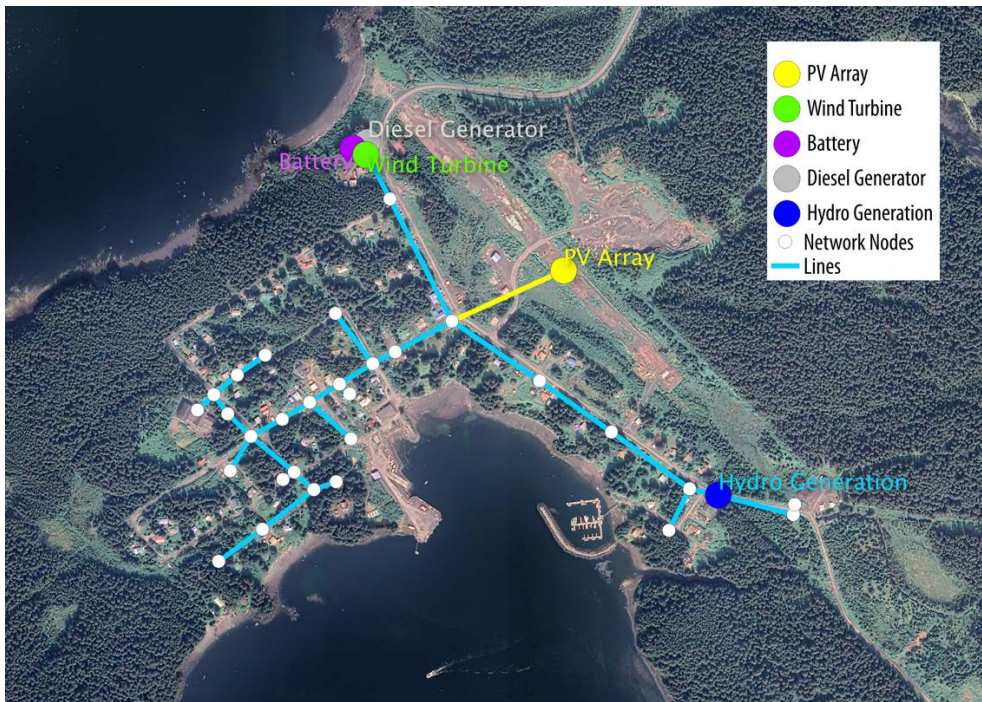 PV Array
Wind Turbine
Battery
Diesel Generator
Hydro Generation
Network Nodes
Lines
Diesel Generator
Battery
Wind Turbine
PV Array
Hydro Generation